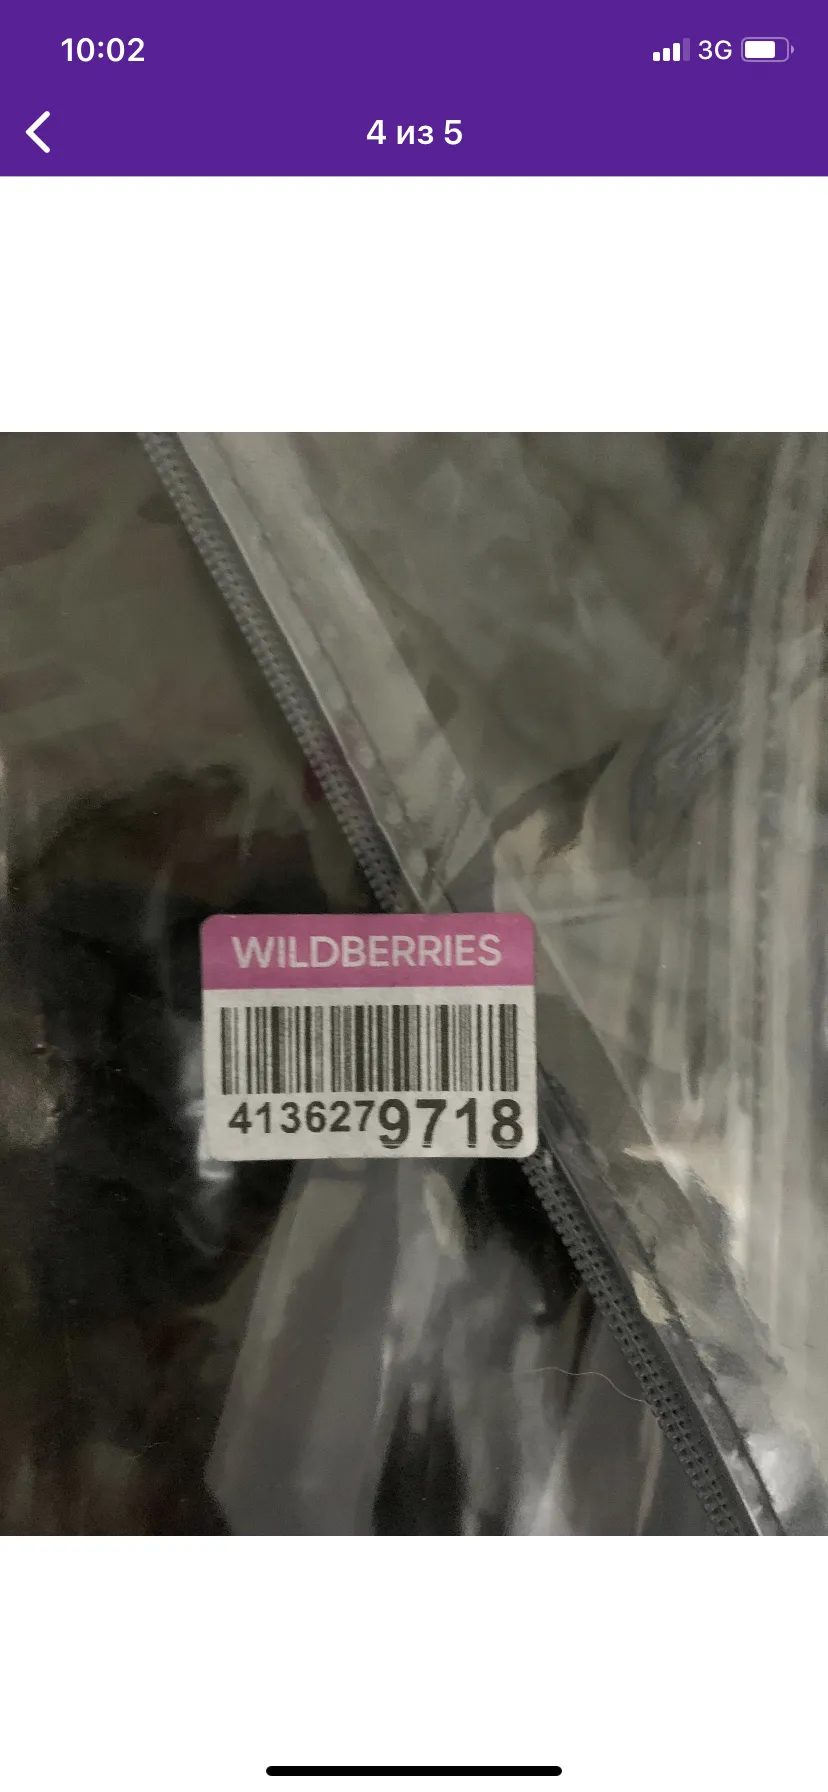 10:02
3G
4 из 5
WILDBERRIES
4136279718